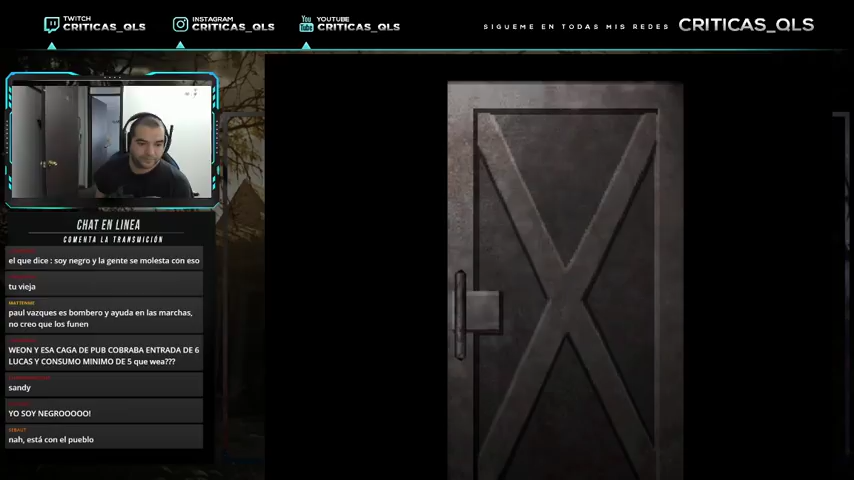 TWITCH
CRITICAS_QLS
INSTAGRAM
CRITICAS_QLS
You Tube
YOUTUBE
CRITICAS_QLS
SIGUEME EN TODAS MIS REDES
CRITICAS_QLS
CHAT EN LINEA
COMENTA LA TRANSMICIÓN
el que dice : soy negro y la gente se molesta con eso
tu vieja
paul vazques es bombero y ayuda en las marchas,
no creo que los funen
WEON Y ESA CAGA DE PUB COBRABA ENTRADA DE 6
LUCAS Y CONSUMO MINIMO DE 5 que wea???
sandy
YO SOY NEGROOOOO!
nah, está con el pueblo